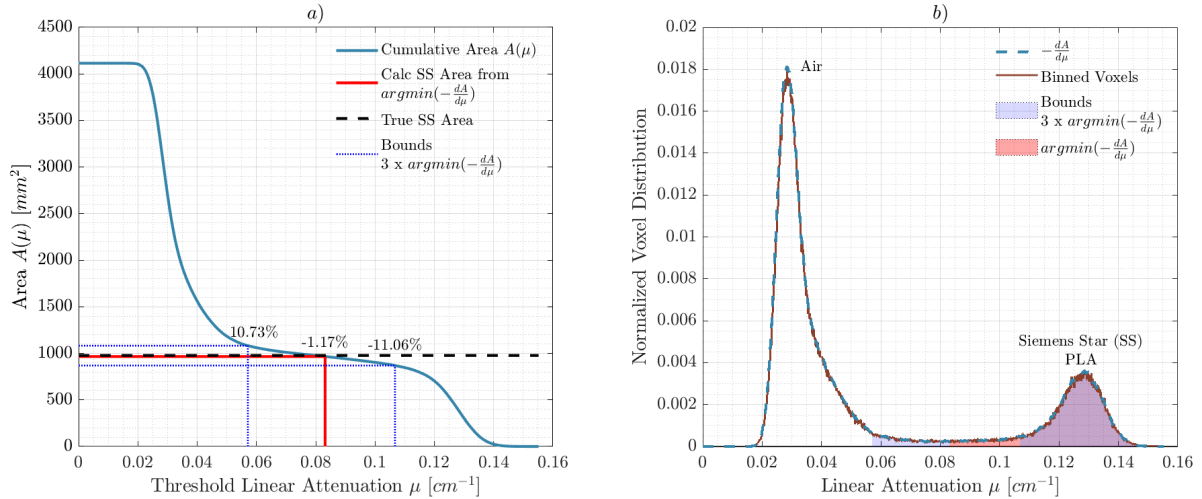 a)
4500
4000
3500
3000
2500
2000
1500
1000
500
0
Area A(μ) [mm²]
Cumulative Area A(μ)
Calc SS Area from
argmin(-dA/dμ)
True SS Area
Bounds
3 x argmin(-dA/dμ)
10.73%
-1.17%
-11.06%
0 0.02 0.04 0.06 0.08 0.1 0.12 0.14 0.16
Threshold Linear Attenuation μ [cm⁻¹]
b)
0.02
0.018
0.016
0.014
0.012
0.01
0.008
0.006
0.004
0.002
0
Normalized Voxel Distribution
-dA/dμ
Binned Voxels
Bounds
3 x argmin(-dA/dμ)
argmin(-dA/dμ)
Air
Siemens Star (SS)
PLA
0 0.02 0.04 0.06 0.08 0.1 0.12 0.14 0.16
Linear Attenuation μ [cm⁻¹]